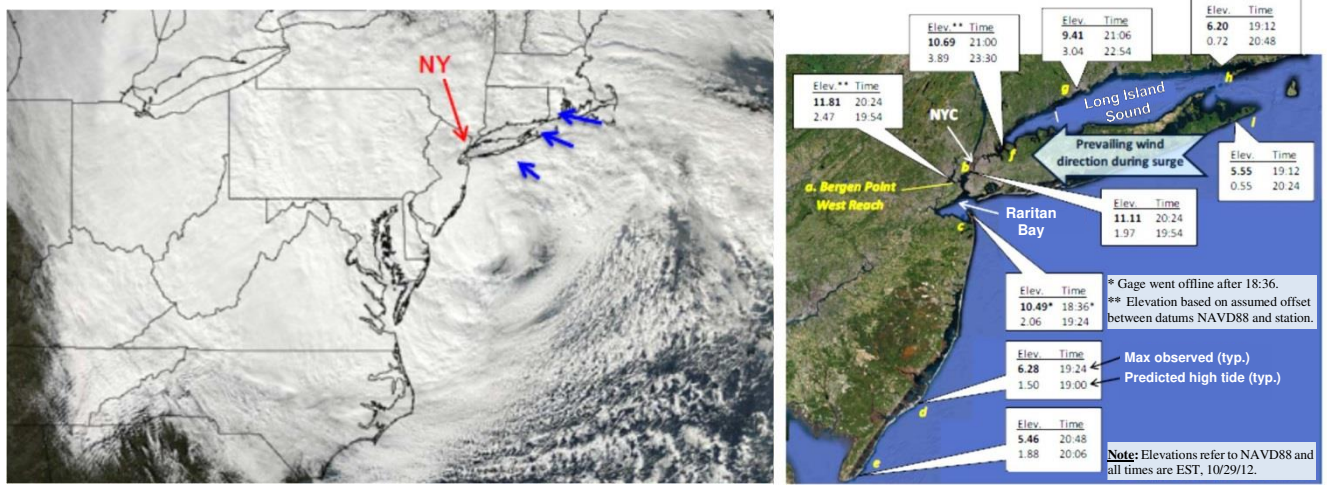 NY
Elev.** Time
10.69 21:00
3.89 23:30
Elev. Time
9.41 21:06
3.04 22:54
Elev. Time
6.20 19:12
0.72 20:48
Elev.** Time
11.81 20:24
2.47 19:54
NYC
g
h
Long Island
Sound
f
i
b
Prevailing wind
direction during surge
Elev. Time
5.55 19:12
0.55 20:24
a. Bergen Point
West Reach
Elev. Time
11.11 20:24
1.97 19:54
Raritan
Bay
c
Elev. Time
10.49* 18:36*
2.06 19:24
* Gage went offline after 18:36.
** Elevation based on assumed offset
between datums NAVD88 and station.
Elev. Time
6.28 19:24
1.50 19:00
Max observed (typ.)
Predicted high tide (typ.)
d
Elev. Time
5.46 20:48
1.88 20:06
e
Note: Elevations refer to NAVD88 and
all times are EST, 10/29/12.